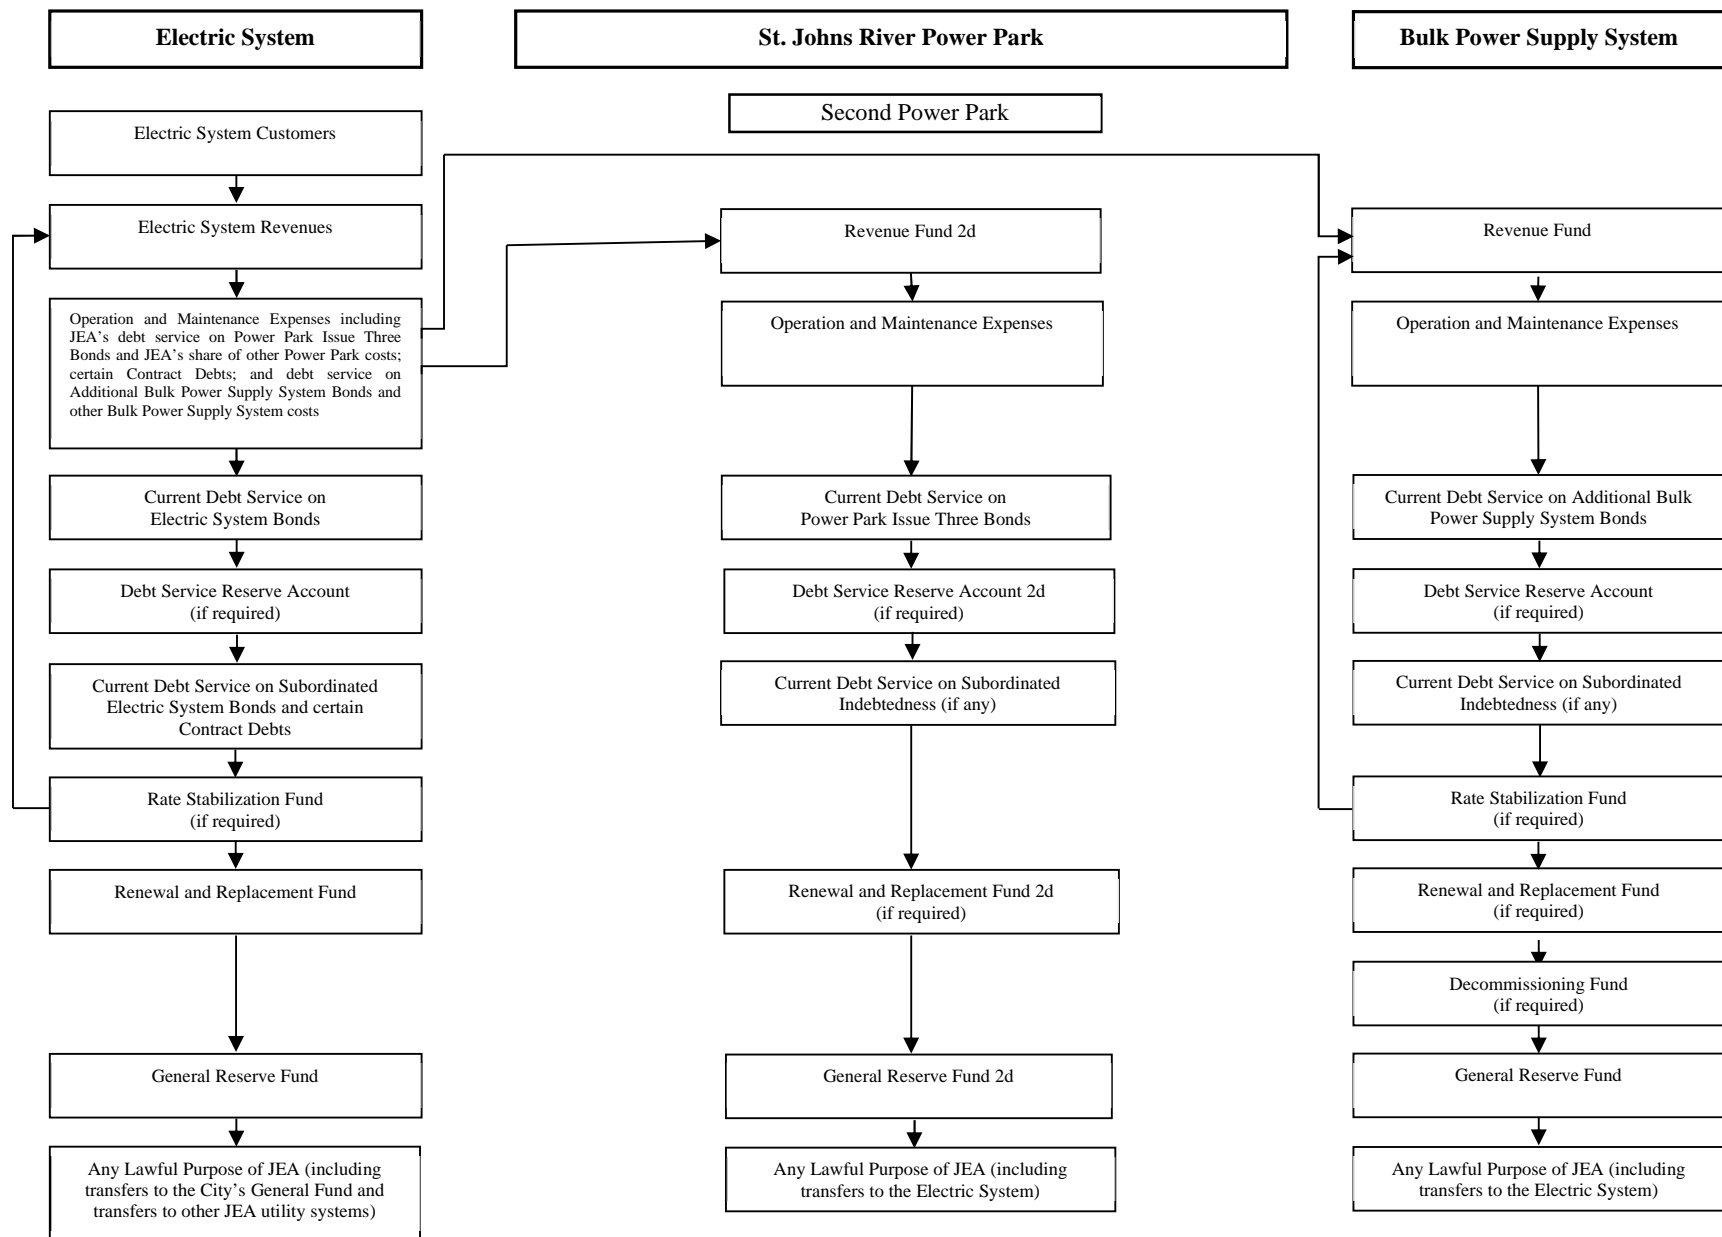 Electric System
St. Johns River Power Park
Bulk Power Supply System
Second Power Park
Electric System Customers
Electric System Revenues
Operation and Maintenance Expenses including
JEA’s debt service on Power Park Issue Three
Bonds and JEA’s share of other Power Park costs;
certain Contract Debts; and debt service on
Additional Bulk Power Supply System Bonds and
other Bulk Power Supply System costs
Current Debt Service on
Electric System Bonds
Debt Service Reserve Account
(if required)
Current Debt Service on Subordinated
Electric System Bonds and certain
Contract Debts
Rate Stabilization Fund
(if required)
Renewal and Replacement Fund
General Reserve Fund
Any Lawful Purpose of JEA (including
transfers to the City’s General Fund and
transfers to other JEA utility systems)
Revenue Fund 2d
Operation and Maintenance Expenses
Current Debt Service on
Power Park Issue Three Bonds
Debt Service Reserve Account 2d
(if required)
Current Debt Service on Subordinated
Indebtedness (if any)
Renewal and Replacement Fund 2d
(if required)
General Reserve Fund 2d
Any Lawful Purpose of JEA (including
transfers to the Electric System)
Revenue Fund
Operation and Maintenance Expenses
Current Debt Service on Additional Bulk
Power Supply System Bonds
Debt Service Reserve Account
(if required)
Current Debt Service on Subordinated
Indebtedness (if any)
Rate Stabilization Fund
(if required)
Renewal and Replacement Fund
(if required)
Decommissioning Fund
(if required)
General Reserve Fund
Any Lawful Purpose of JEA (including
transfers to the Electric System)